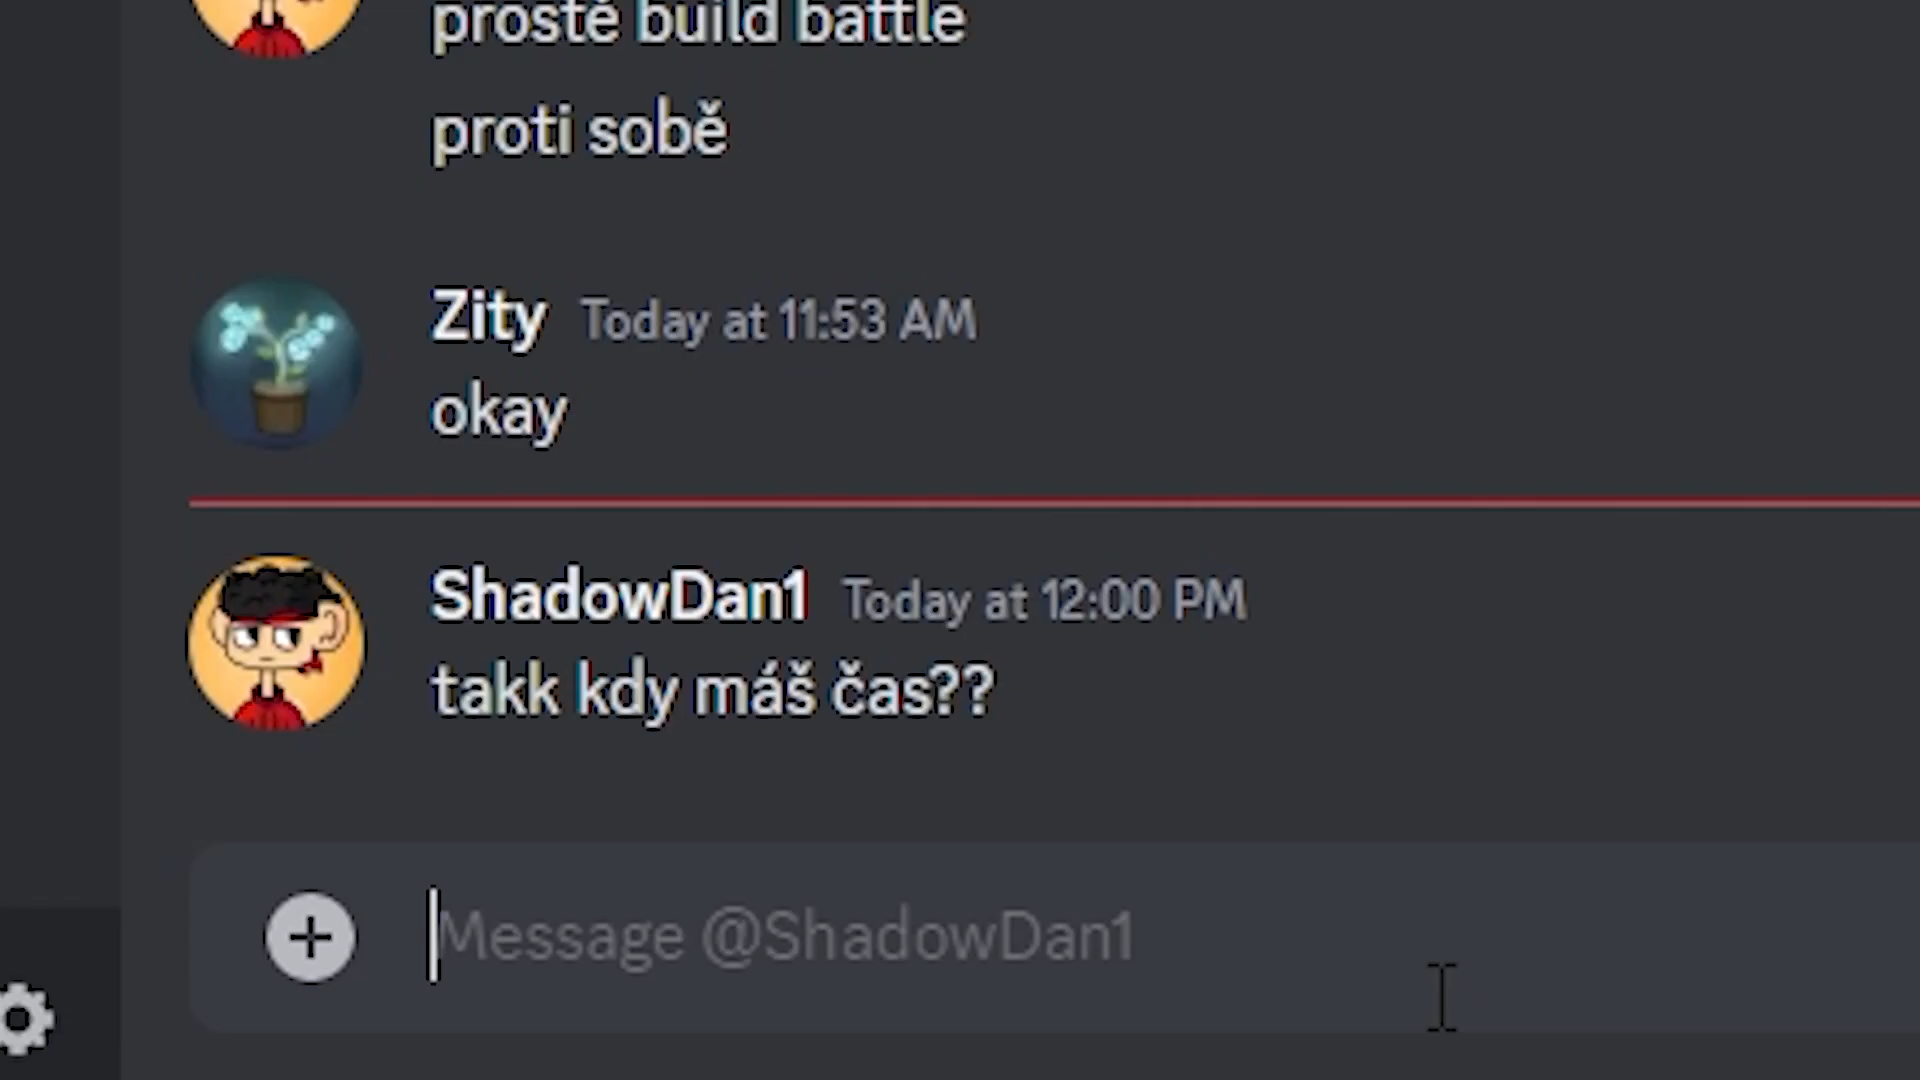 prostě build battle
proti sobě
Zity Today at 11:53 AM
okay
ShadowDan1 Today at 12:00 PM
takk kdy máš čas??
Message @ShadowDan1